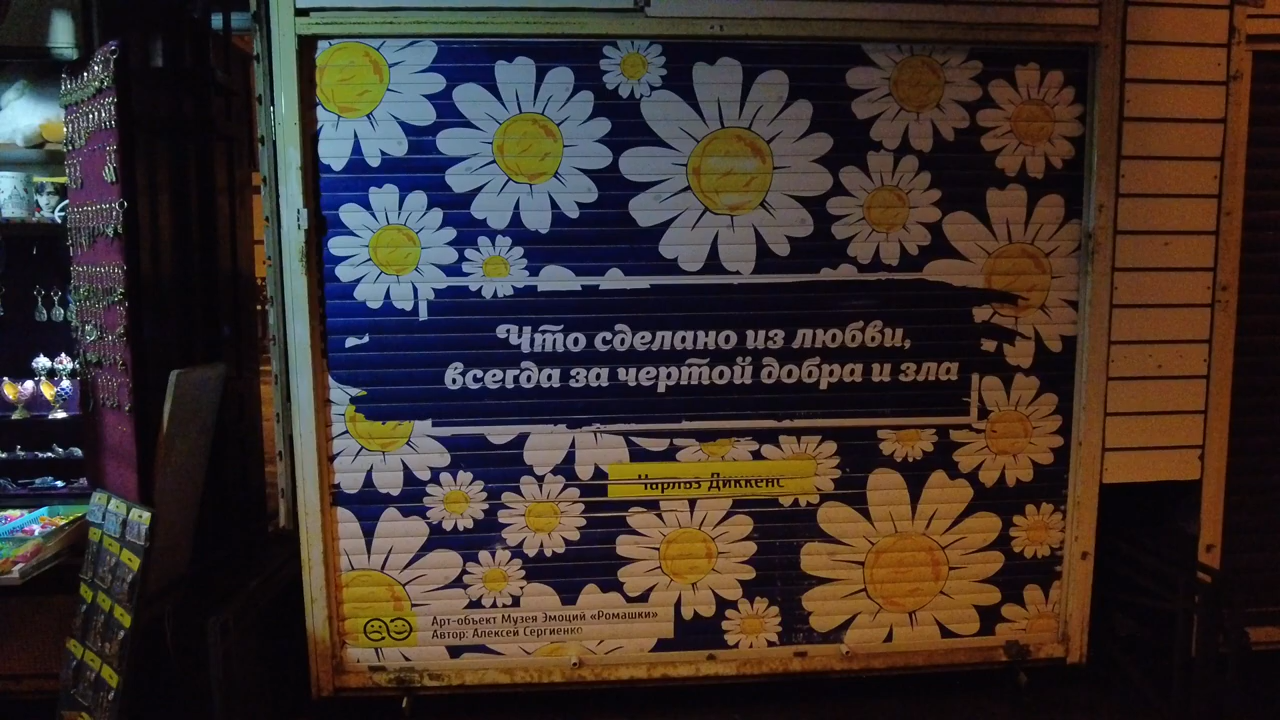 Что сделано из любви,
всегда за чертой добра и зла
Чарльз Диккенс
Арт-объект Музея Эмоций «Ромашки»
Автор: Алексей Сергиенко